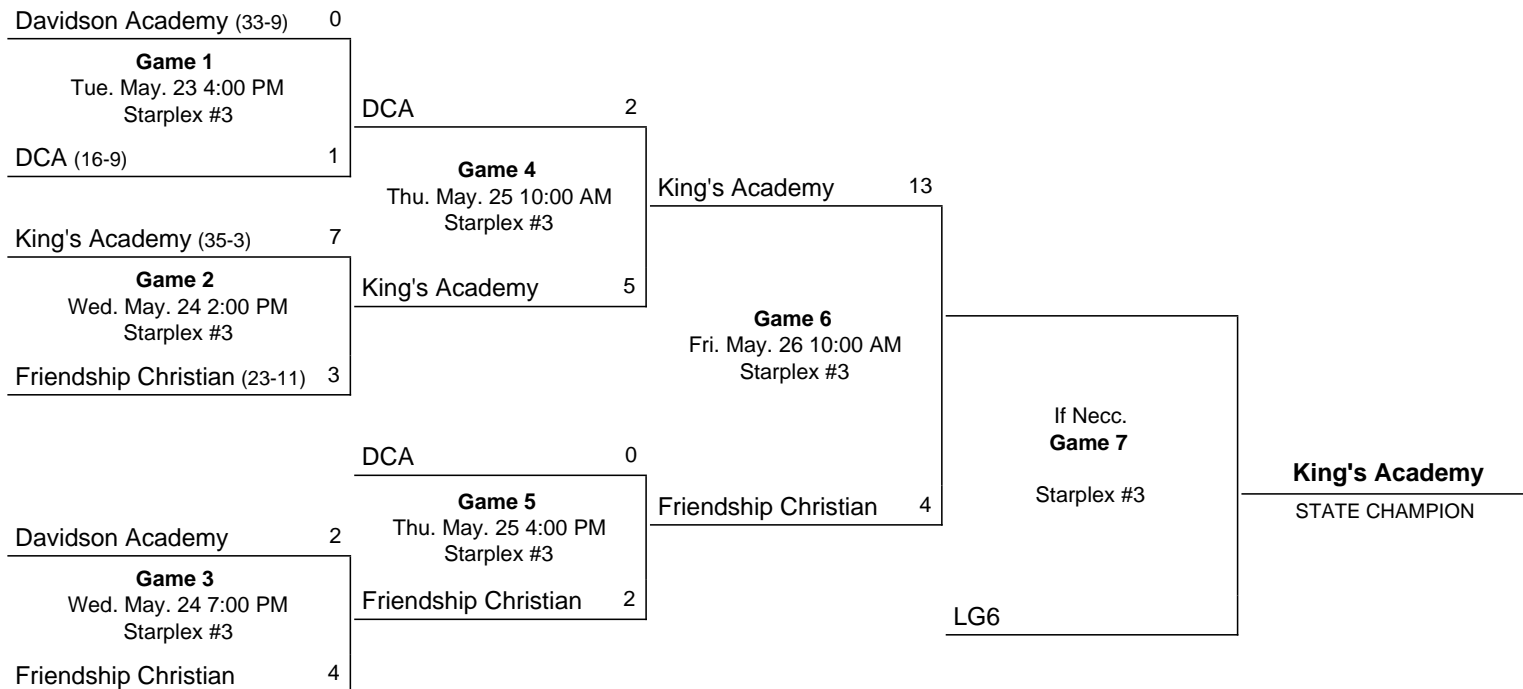 Davidson Academy (33-9) 0
Game 1
Tue. May. 23 4:00 PM
Starplex #3
DCA (16-9) 1
King's Academy (35-3) 7
Game 2
Wed. May. 24 2:00 PM
Starplex #3
Friendship Christian (23-11) 3
Davidson Academy 2
Game 3
Wed. May. 24 7:00 PM
Starplex #3
Friendship Christian 4
DCA 2
Game 4
Thu. May. 25 10:00 AM
Starplex #3
King's Academy 5
DCA 0
Game 5
Thu. May. 25 4:00 PM
Starplex #3
Friendship Christian 2
King's Academy 13
Game 6
Fri. May. 26 10:00 AM
Starplex #3
Friendship Christian 4
If Necc.
Game 7
Starplex #3
LG6
King's Academy
STATE CHAMPION